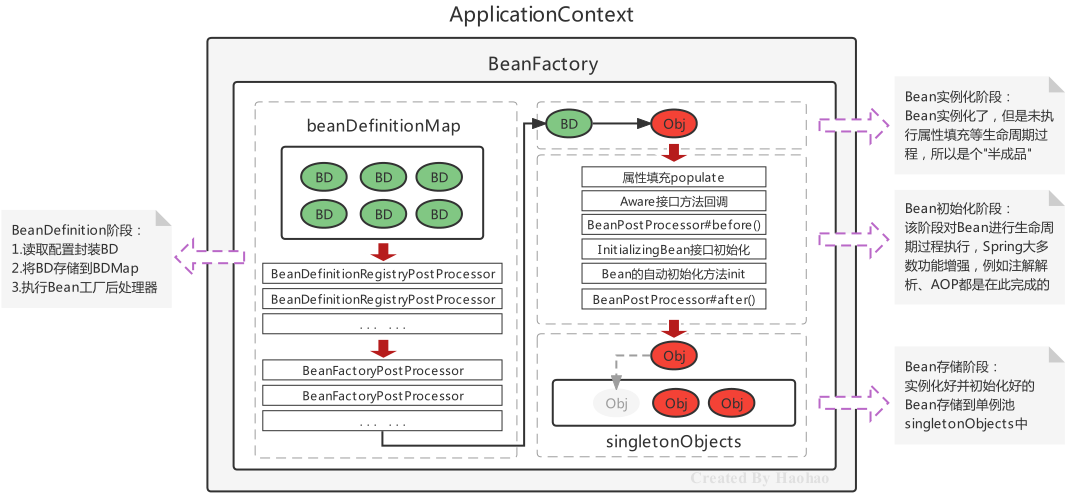 ApplicationContext
BeanFactory
beanDefinitionMap
BD
BD
BD
BD
BD
BD
BeanDefinitionRegistryPostProcessor
BeanDefinitionRegistryPostProcessor
... ...
BeanFactoryPostProcessor
BeanFactoryPostProcessor
... ...
BeanDefinition阶段：
1.读取配置封装BD
2.将BD存储到BDMap
3.执行Bean工厂后处理器
BD
Obj
属性填充populate
Aware接口方法回调
BeanPostProcessor#before()
InitializingBean接口初始化
Bean的自动初始化方法init
BeanPostProcessor#after()
Obj
Obj
Obj
Obj
singletonObjects
Bean实例化阶段：
Bean实例化了，但是未执
行属性填充等生命周期过
程，所以是个"半成品"
Bean初始化阶段：
该阶段对Bean进行生命周
期过程执行，Spring大多
数功能增强，例如注解解
析、AOP都是在此完成的
Bean存储阶段：
实例化好并初始化好的
Bean存储到单例池
singletonObjects中
Created By Haohao